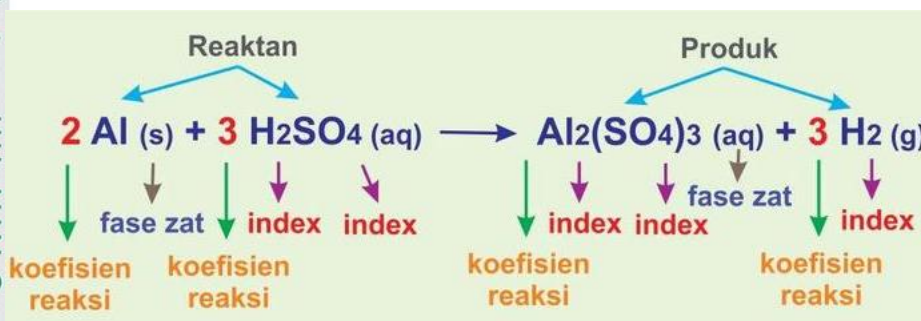 Reaktan
Produk
2 Al (s) + 3 H2SO4 (aq) → Al2(SO4)3 (aq) + 3 H2 (g)
fase zat
index
index
index
index
fase zat
index
koefisien reaksi
koefisien reaksi
koefisien reaksi
koefisien reaksi